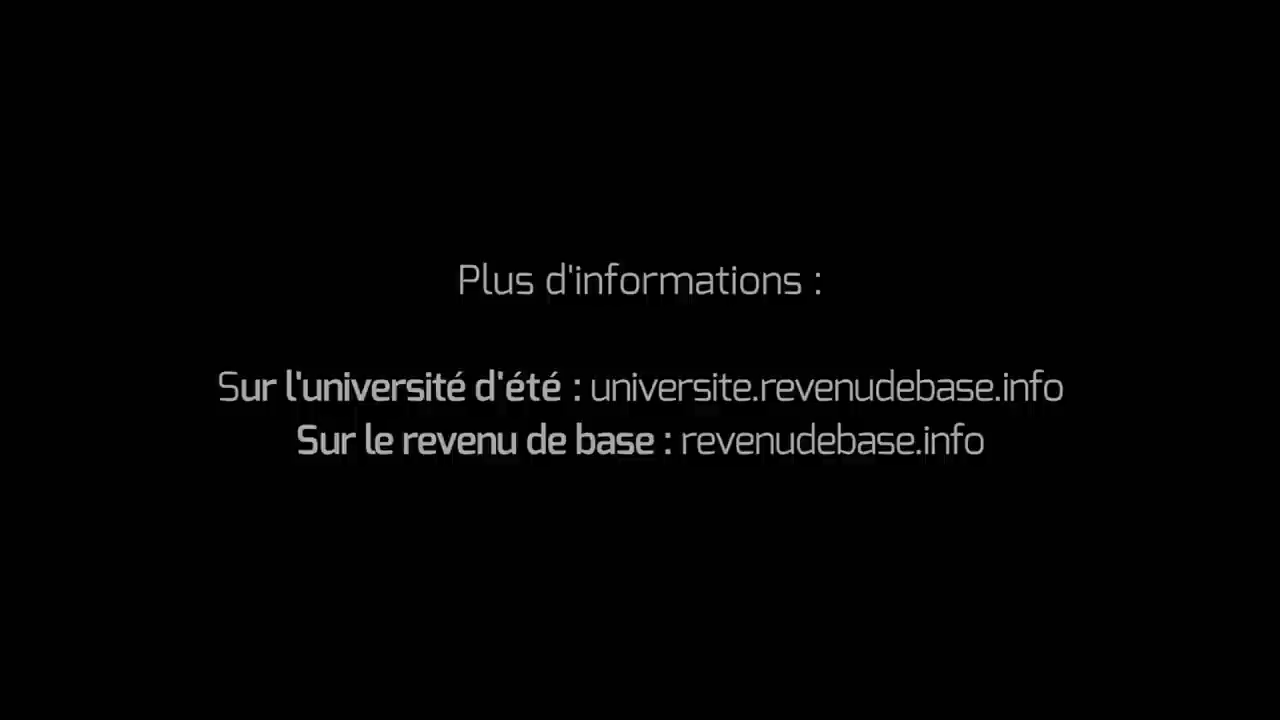 Plus d'informations :
Sur l'université d'été : universite.revenudebase.info
Sur le revenu de base : revenudebase.info